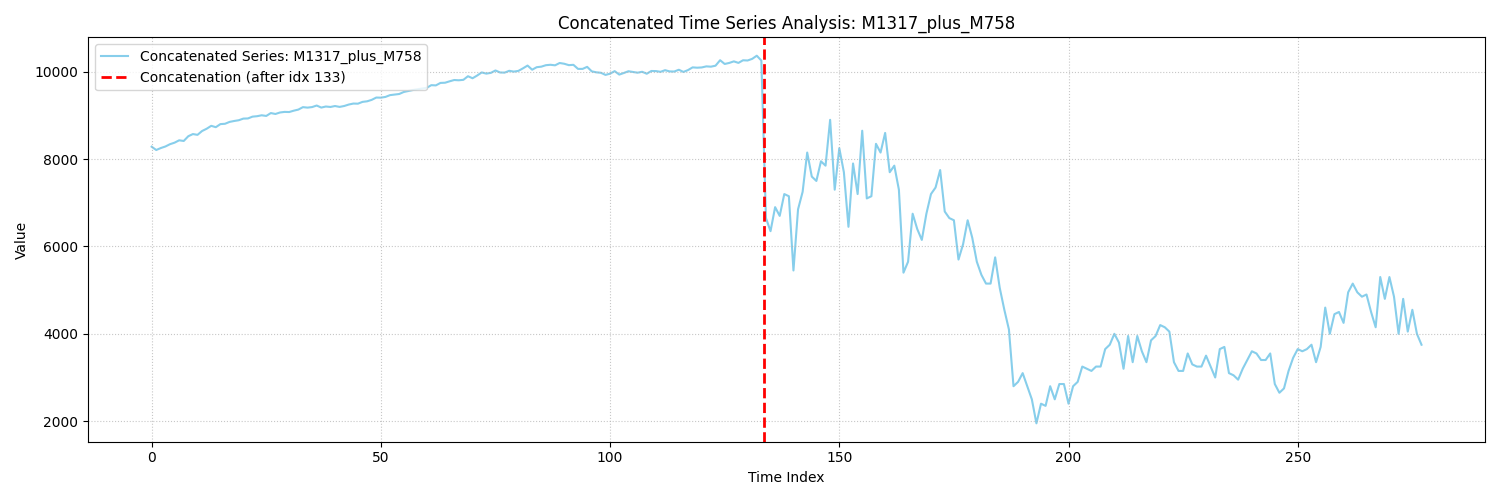 Concatenated Time Series Analysis: M1317_plus_M758
Concatenated Series: M1317_plus_M758
Concatenation (after idx 133)
10000
8000
6000
4000
2000
Value
0 50 100 150 200 250
Time Index